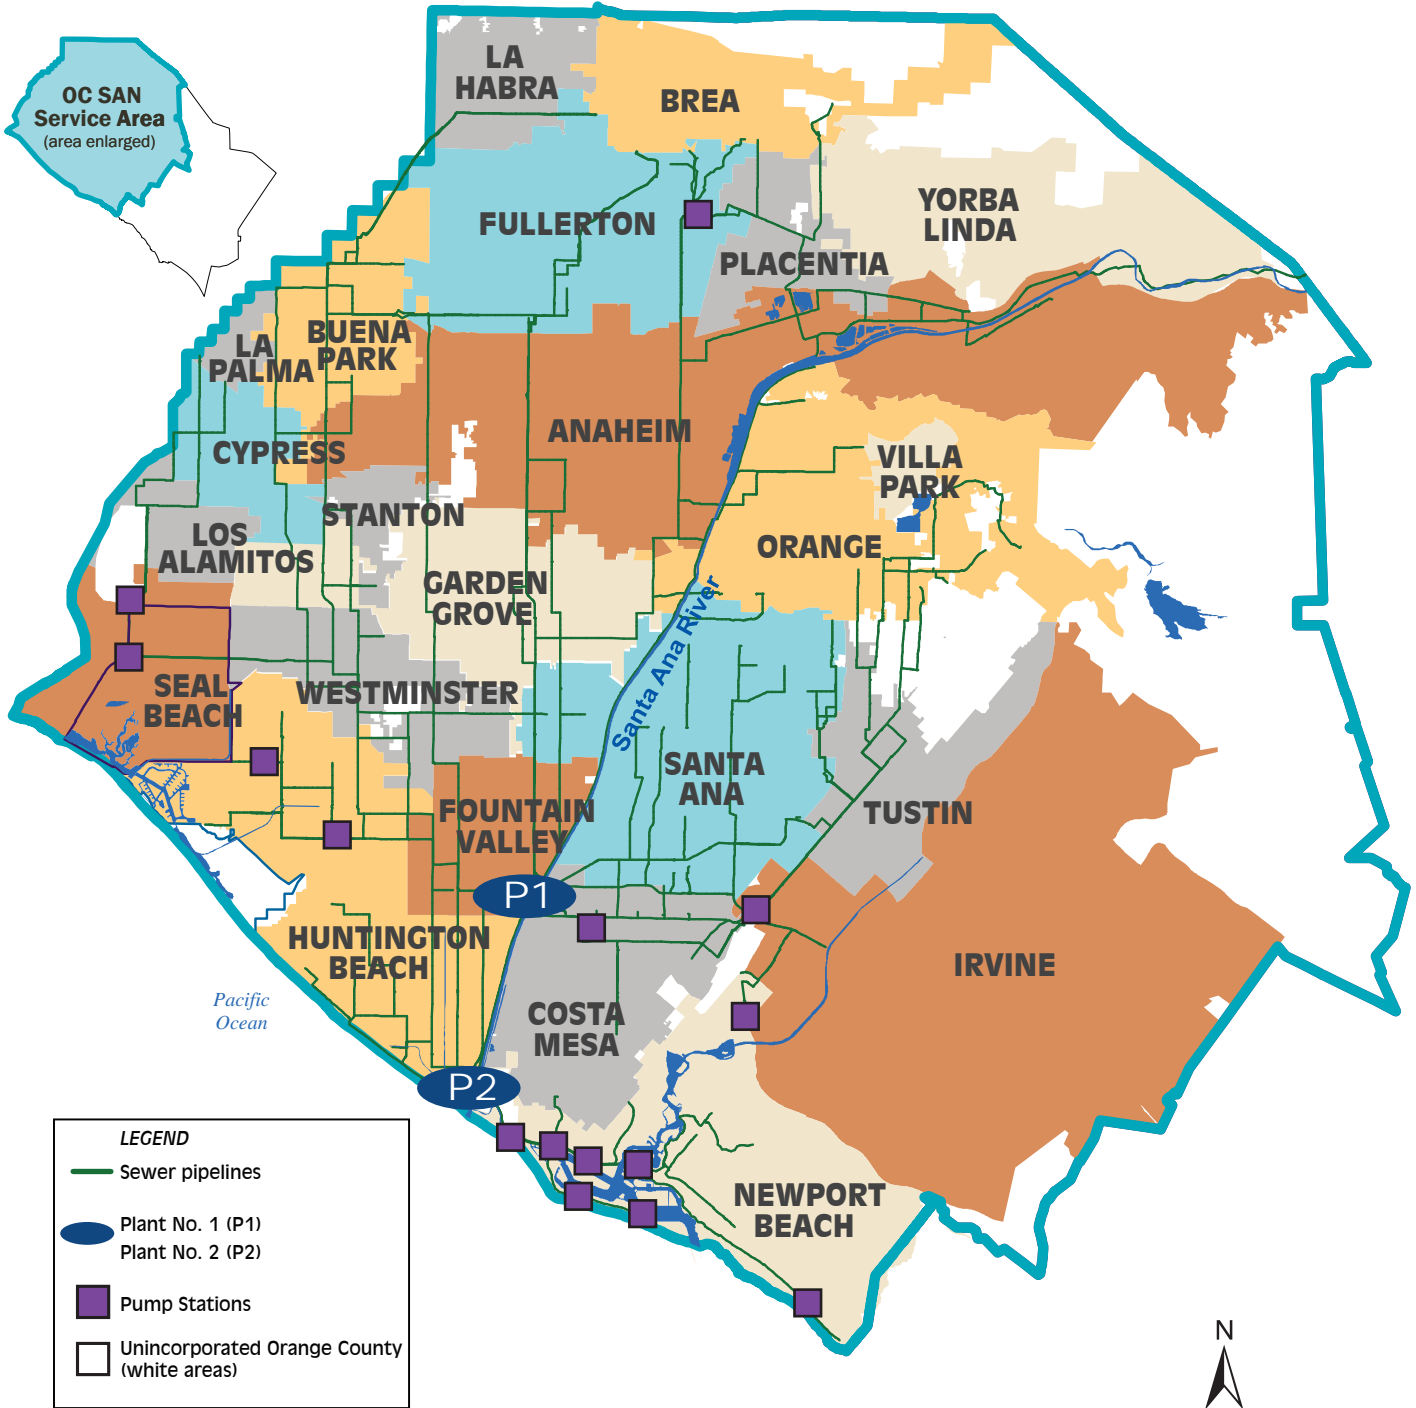 OC SAN
Service Area
(area enlarged)
LA
HABRA
BREA
YORBA
LINDA
FULLERTON
PLACENTIA
BUENA
PARK
LA
PALMA
ANAHEIM
CYPRESS
VILLA
PARK
STANTON
LOS
ALAMITOS
ORANGE
GARDEN
GROVE
Santa Ana River
SEAL
BEACH
WESTMINSTER
SANTA
ANA
FOUNTAIN
VALLEY
TUSTIN
P1
HUNTINGTON
BEACH
IRVINE
Pacific
Ocean
COSTA
MESA
P2
NEWPORT
BEACH
LEGEND
Sewer pipelines
Plant No. 1 (P1)
Plant No. 2 (P2)
Pump Stations
Unincorporated Orange County
(white areas)
N